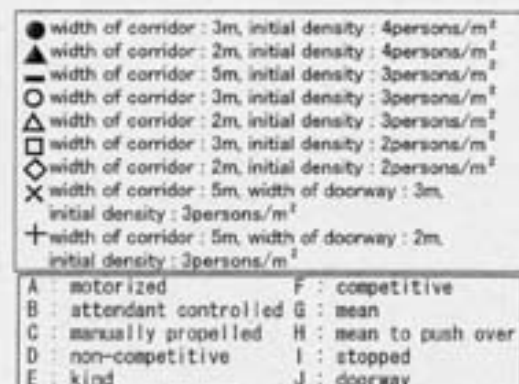 ● width of corridor : 3m, initial density : 4persons/m²
▲ width of corridor : 2m, initial density : 4persons/m²
━ width of corridor : 5m, initial density : 3persons/m²
○ width of corridor : 3m, initial density : 3persons/m²
△ width of corridor : 2m, initial density : 3persons/m²
□ width of corridor : 3m, initial density : 2persons/m²
◇ width of corridor : 2m, initial density : 2persons/m²
× width of corridor : 5m, width of doorway : 3m,
initial density : 3persons/m²
+ width of corridor : 5m, width of doorway : 2m,
initial density : 3persons/m²
A : motorized F : competitive
B : attendant controlled G : mean
C : manually propelled H : mean to push over
D : non-competitive I : stopped
E : kind J : doorway